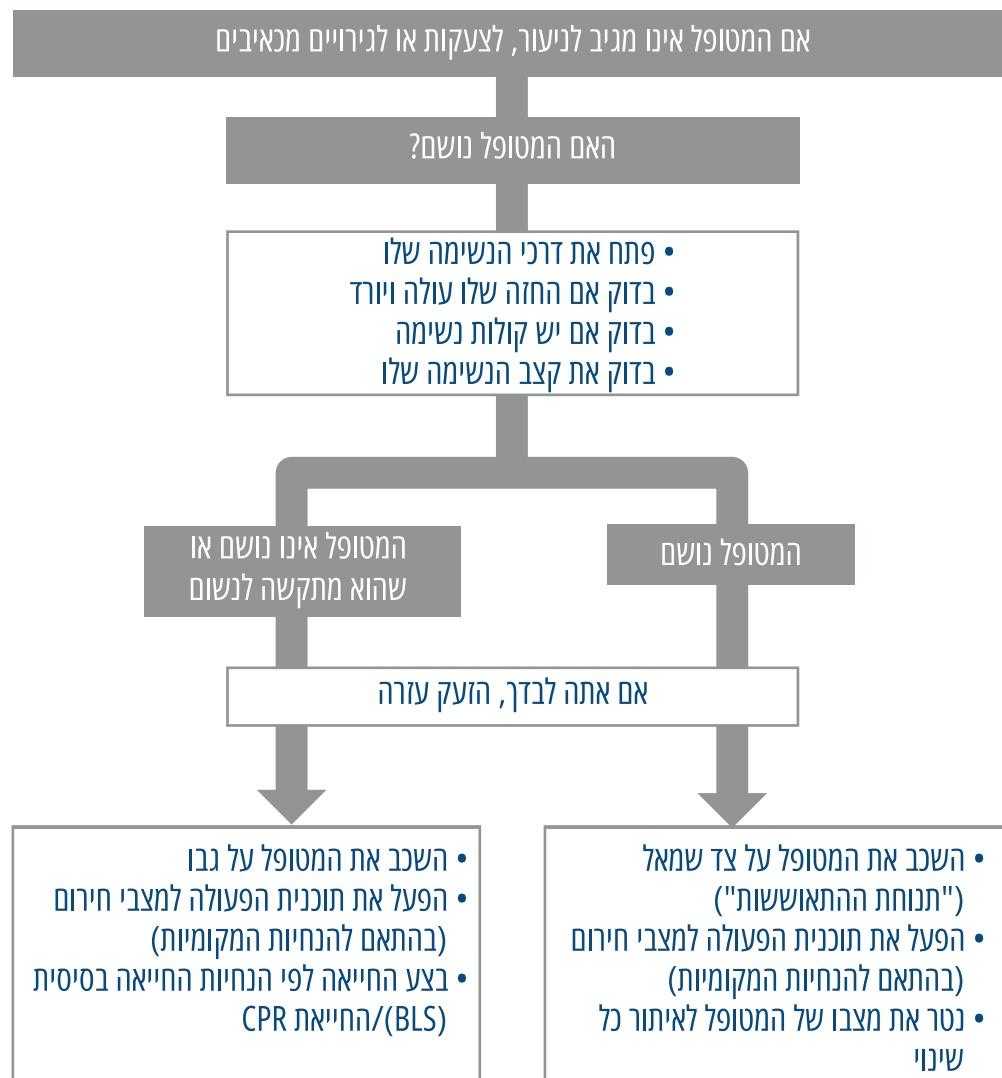 אם המטופל אינו מגיב לניעור, לצעקות או לגירויים מכאיבים
האם המטופל נושם?
• פתח את דרכי הנשימה שלו
• בדוק אם החזה שלו עולה ויורד
• בדוק אם יש קולות נשימה
• בדוק את קצב הנשימה שלו
המטופל נושם
המטופל אינו נושם או
שהוא מתקשה לנשום
אם אתה לבדך, הזעק עזרה
• השכב את המטופל על צד שמאל
("תנוחת ההתאוששות")
• הפעל את תוכנית הפעולה למצבי חירום
(בהתאם להנחיות המקומיות)
• נטר את מצבו של המטופל לאיתור כל
שינוי
• השכב את המטופל על גבו
• הפעל את תוכנית הפעולה למצבי חירום
(בהתאם להנחיות המקומיות)
• בצע החייאה לפי הנחיות החייאה בסיסית
(BLS)/החייאת CPR